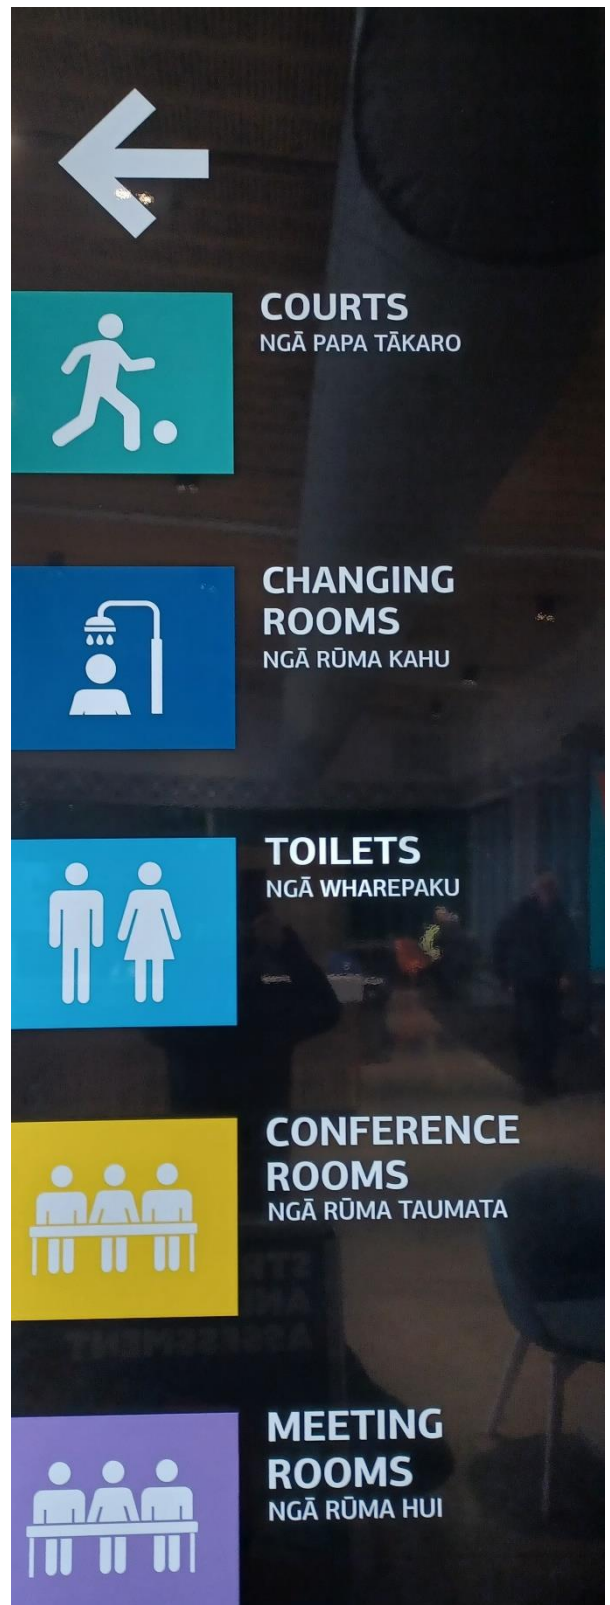 COURTS
NGĀ PAPA TĀKARO
CHANGING
ROOMS
NGĀ RŪMA KAHU
TOILETS
NGĀ WHAREPAKU
CONFERENCE
ROOMS
NGĀ RŪMA TAUMATA
MEETING
ROOMS
NGĀ RŪMA HUI